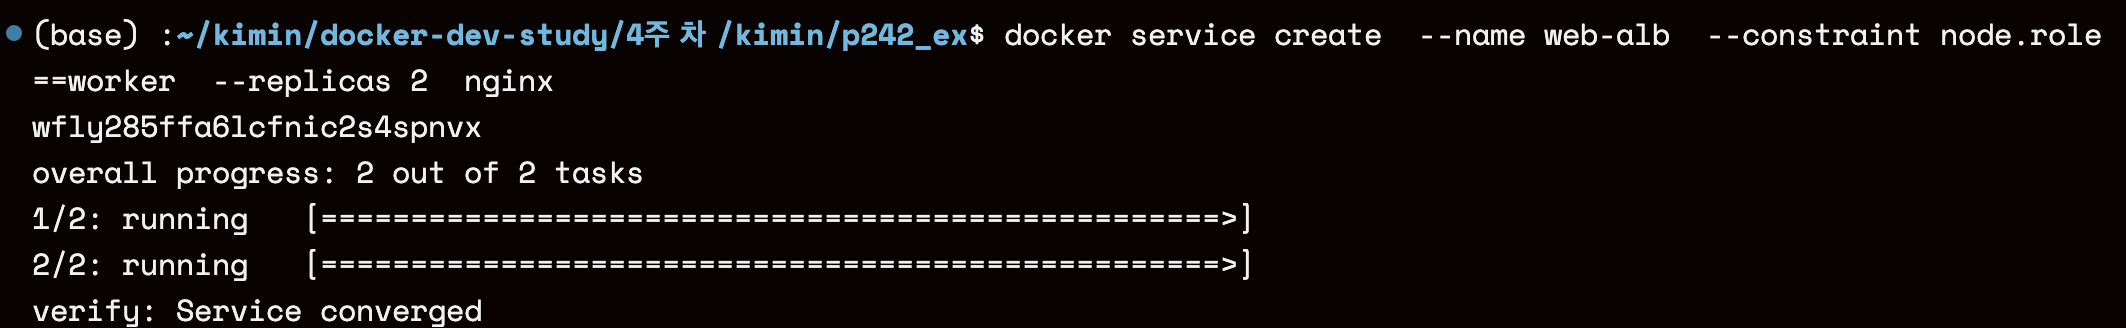 (base) :~/kimin/docker-dev-study/4주 차 /kimin/p242_ex$ docker service create  --name web-alb  --constraint node.role
==worker  --replicas 2  nginx
wfly285ffa6lcfnic2s4spnvx
overall progress: 2 out of 2 tasks
1/2: running   [==================================================>]
2/2: running   [==================================================>]
verify: Service converged